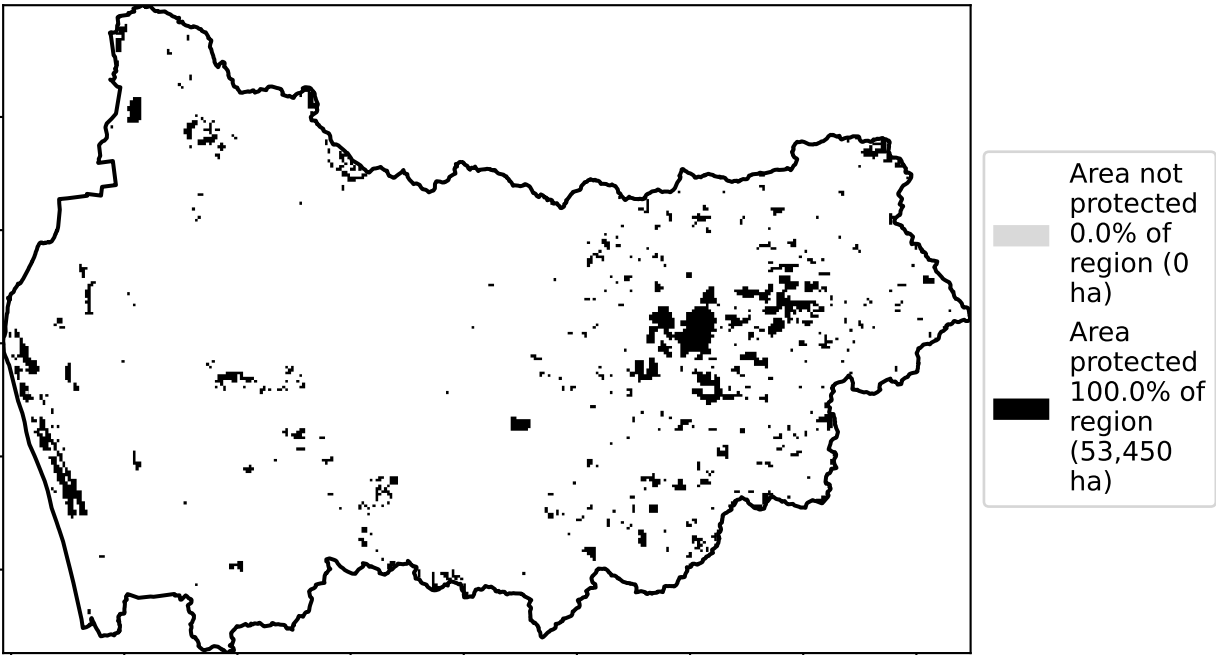 Area not
protected
0.0% of
region (0
ha)
Area
protected
100.0% of
region
(53,450
ha)